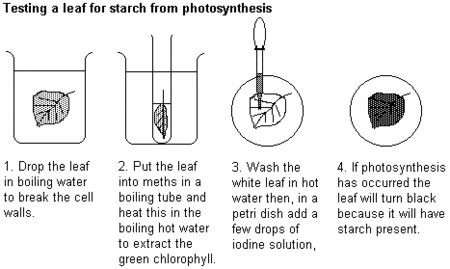 Testing a leaf for starch from photosynthesis
1. Drop the leaf
in boiling water
to break the cell
walls.
2. Put the leaf
into meths in a
boiling tube and
heat this in the
boiling hot water
to extract the
green chlorophyll.
3. Wash the
white leaf in hot
water then, in a
petri dish add a
few drops of
iodine solution,
4. If photosynthesis
has occurred the
leaf will turn black
because it will have
starch present.